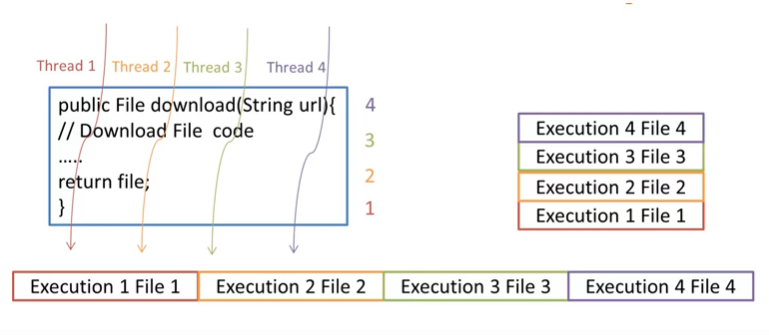 Thread 1 Thread 2 Thread 3 Thread 4
public File download(String url){
// Download File code
.....
return file;
}
4
3
2
1
Execution 4 File 4
Execution 3 File 3
Execution 2 File 2
Execution 1 File 1
Execution 1 File 1 Execution 2 File 2 Execution 3 File 3 Execution 4 File 4